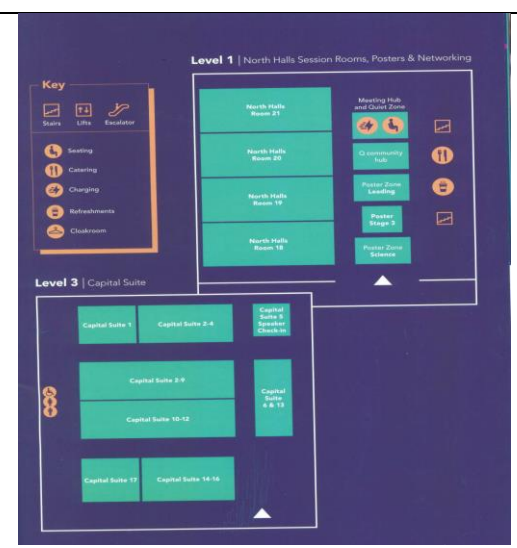 Level 1 | North Halls Session Rooms, Posters & Networking
Key
Stairs Lifts Escalator
Seating
Catering
Charging
Refreshments
Cloakroom
North Halls
Room 21
North Halls
Room 20
North Halls
Room 19
North Halls
Room 18
Meeting Hub
and Quiet Zone
Q community
hub
Poster Zone
Leading
Poster
Stage 2
Poster Zone
Science
Level 3 | Capital Suite
Capital Suite 1
Capital Suite 2-4
Capital
Suite 5
Speaker
Check-in
Capital Suite 7-9
Capital Suite 10-12
Capital
Suite
6 & 13
Capital Suite 17
Capital Suite 14-16